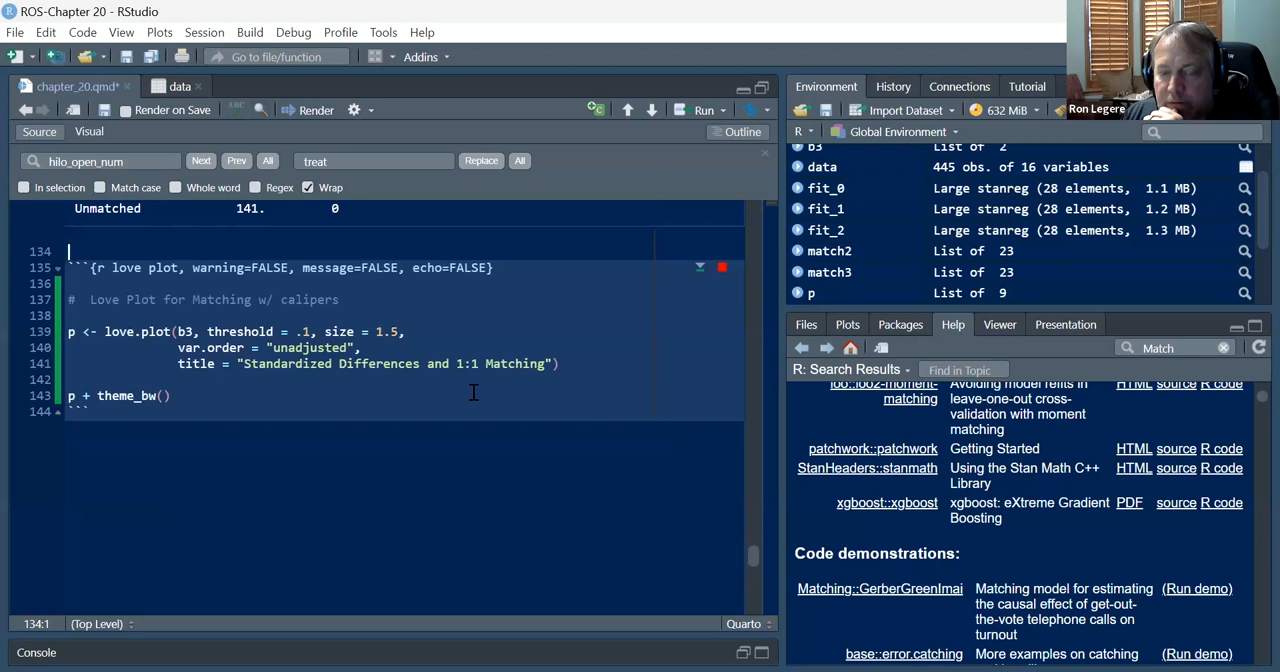 ROS-Chapter 20 - RStudio
File Edit Code View Plots Session Build Debug Profile Tools Help
Go to file/function Addins
Ron Legere
chapter_20.qmd* data
Render on Save ABC Render Run
Source Visual Outline
hilo_open_num Next Prev All treat Replace All
In selection Match case Whole word Regex Wrap
Unmatched 141. 0
134
135 ```{r love plot, warning=FALSE, message=FALSE, echo=FALSE}
136
137 # Love Plot for Matching w/ calipers
138
139 p <- love.plot(b3, threshold = .1, size = 1.5,
140 var.order = "unadjusted",
141 title = "Standardized Differences and 1:1 Matching")
142
143 p + theme_bw()
144 ```
134:1 (Top Level) Quarto
Console
Environment History Connections Tutorial
Import Dataset 632 MiB
R Global Environment
b3 List of 2
data 445 obs. of 16 variables
fit_0 Large stanreg (28 elements, 1.1 MB)
fit_1 Large stanreg (28 elements, 1.2 MB)
fit_2 Large stanreg (28 elements, 1.3 MB)
match2 List of 23
match3 List of 23
p List of 9
Files Plots Packages Help Viewer Presentation
Match
R: Search Results Find in Topic
loo::loo2-moment-matching Avoiding model refits in leave-one-out cross-validation with moment matching HTML source R code
patchwork::patchwork Getting Started HTML source R code
StanHeaders::stanmath Using the Stan Math C++ Library HTML source R code
xgboost::xgboost xgboost: eXtreme Gradient Boosting PDF source R code
Code demonstrations:
Matching::GerberGreenImai Matching model for estimating the causal effect of get-out-the-vote telephone calls on turnout (Run demo)
base::error.catching More examples on catching (Run demo)